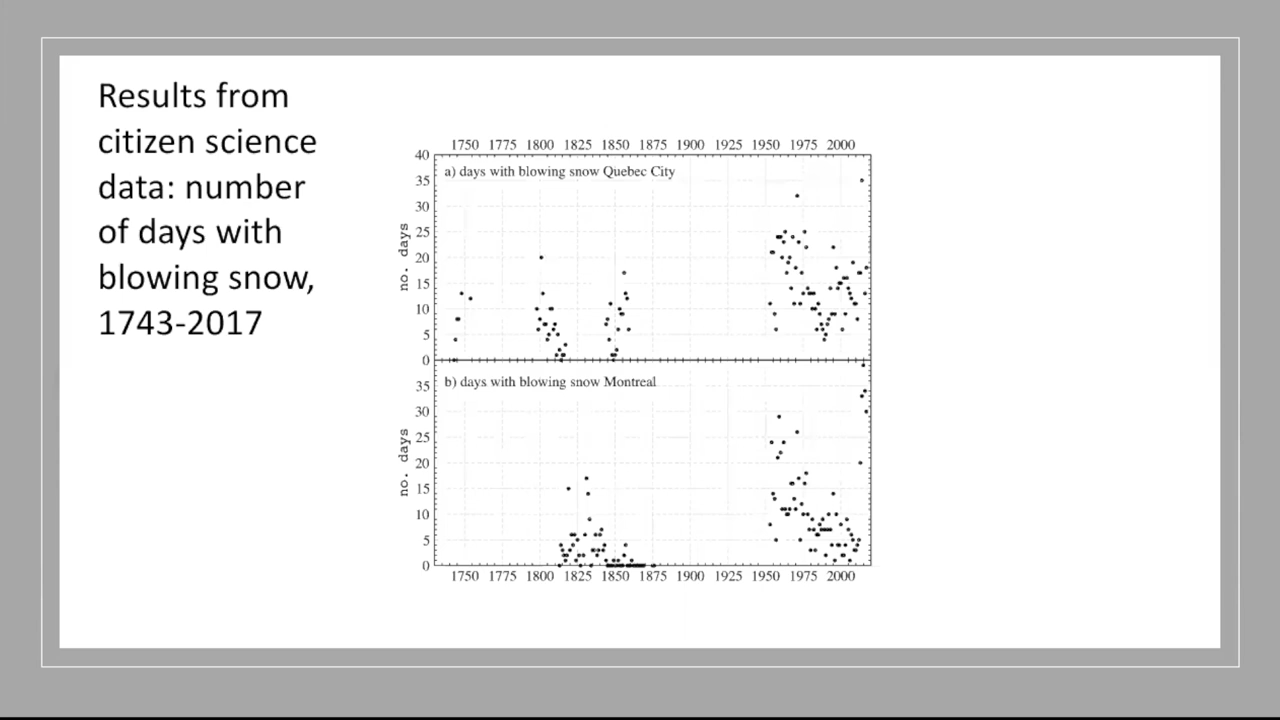 Results from
citizen science
data: number
of days with
blowing snow,
1743-2017
1750 1775 1800 1825 1850 1875 1900 1925 1950 1975 2000
40
a) days with blowing snow Quebec City
35
30
25
20
15
10
5
0
no. days
b) days with blowing snow Montreal
35
30
25
20
15
10
5
0
no. days
1750 1775 1800 1825 1850 1875 1900 1925 1950 1975 2000